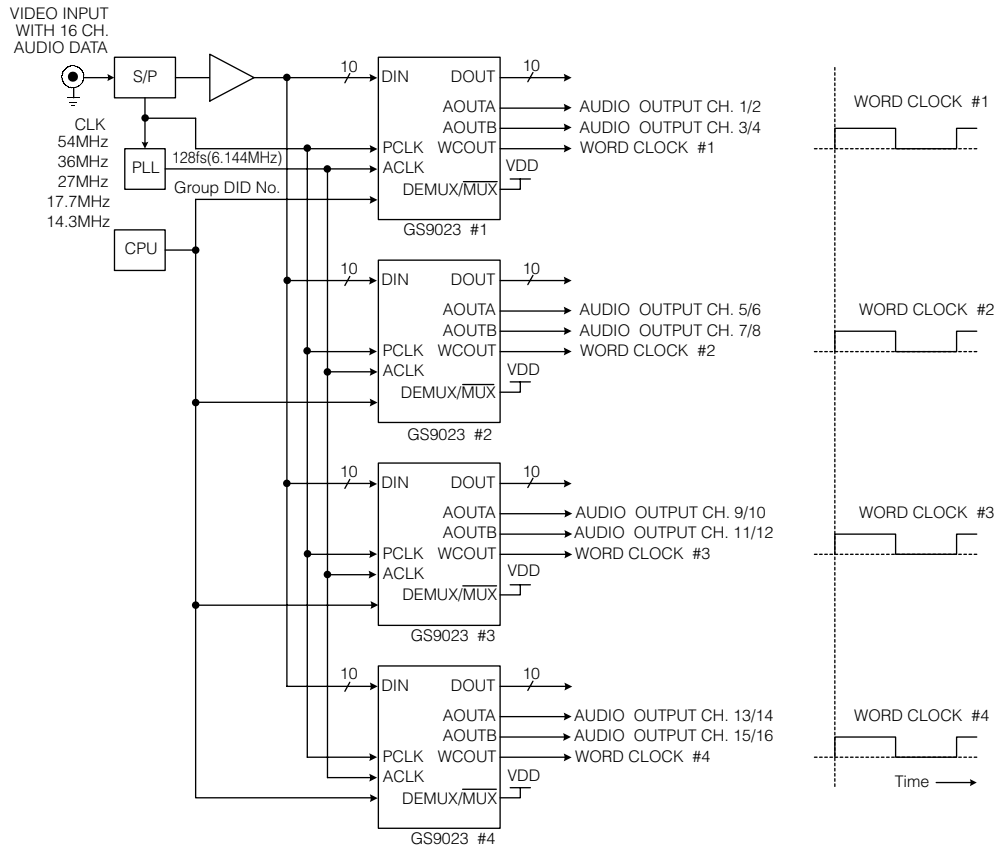 VIDEO INPUT
WITH 16 CH.
AUDIO DATA
S/P
CLK
54MHz
36MHz
27MHz
17.7MHz
14.3MHz
PLL
128fs(6.144MHz)
Group DID No.
CPU
10
DIN
DOUT
10
AOUTA
AUDIO OUTPUT CH. 1/2
AOUTB
AUDIO OUTPUT CH. 3/4
PCLK
WCOUT
WORD CLOCK #1
ACLK
VDD
DEMUX/MUX
GS9023 #1
WORD CLOCK #1
10
DIN
DOUT
10
AOUTA
AUDIO OUTPUT CH. 5/6
AOUTB
AUDIO OUTPUT CH. 7/8
PCLK
WCOUT
WORD CLOCK #2
ACLK
VDD
DEMUX/MUX
GS9023 #2
WORD CLOCK #2
10
DIN
DOUT
10
AOUTA
AUDIO OUTPUT CH. 9/10
AOUTB
AUDIO OUTPUT CH. 11/12
PCLK
WCOUT
WORD CLOCK #3
ACLK
VDD
DEMUX/MUX
GS9023 #3
WORD CLOCK #3
10
DIN
DOUT
10
AOUTA
AUDIO OUTPUT CH. 13/14
AOUTB
AUDIO OUTPUT CH. 15/16
PCLK
WCOUT
WORD CLOCK #4
ACLK
VDD
DEMUX/MUX
GS9023 #4
WORD CLOCK #4
Time